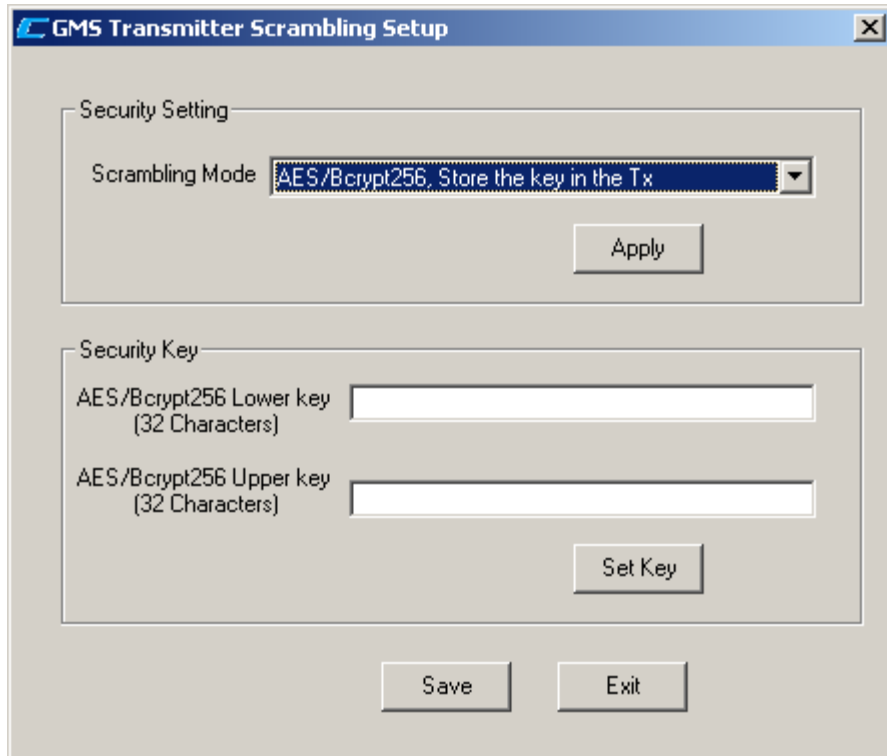 GMS Transmitter Scrambling Setup
Security Setting
Scrambling Mode
AES/Bcrypt256, Store the key in the Tx
Apply
Security Key
AES/Bcrypt256 Lower key
(32 Characters)
AES/Bcrypt256 Upper key
(32 Characters)
Set Key
Save
Exit